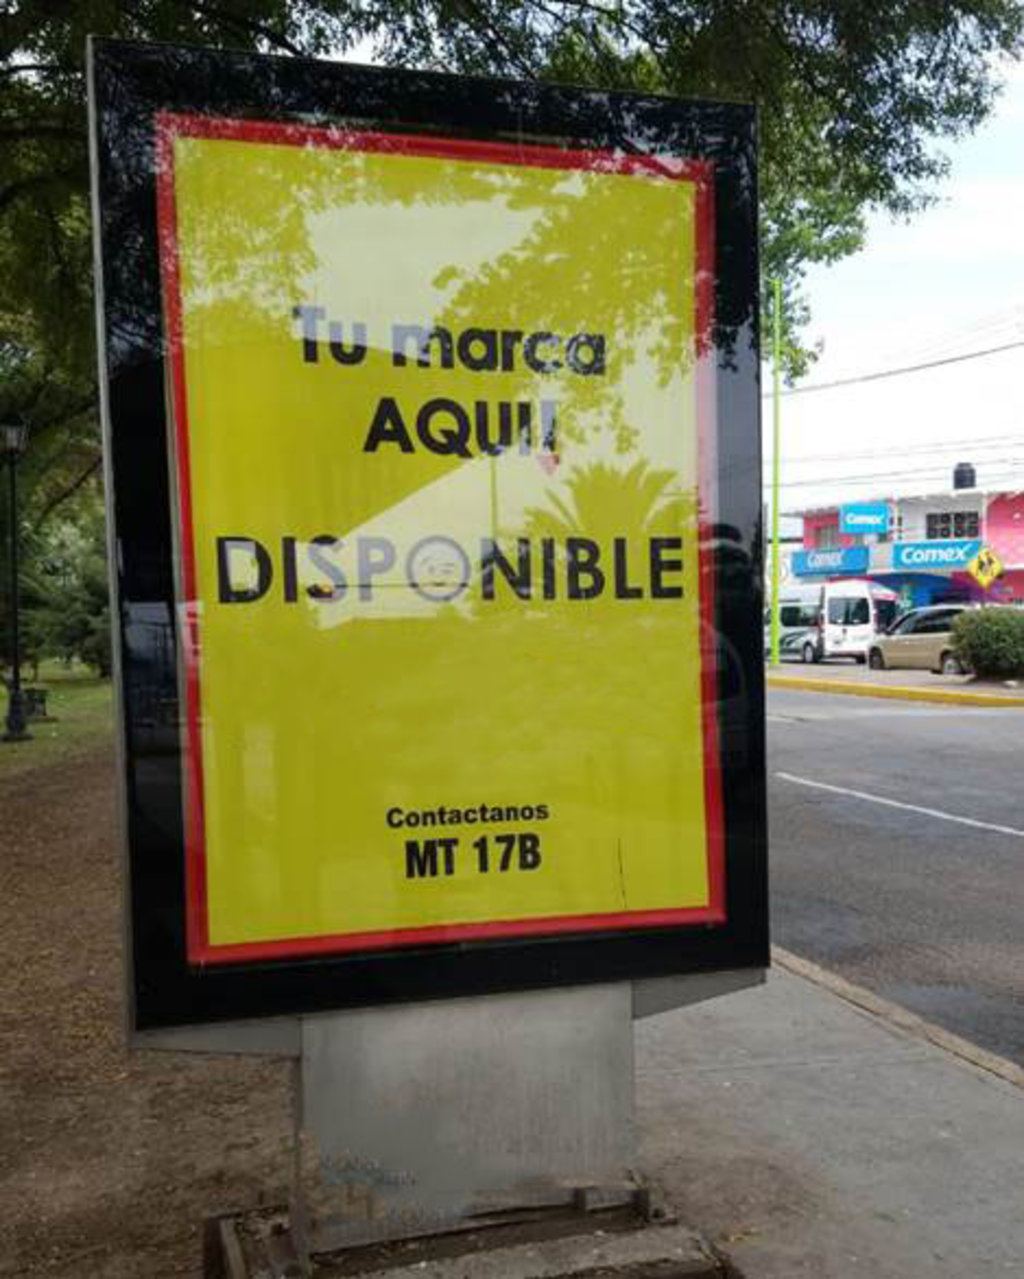 Tu marca
AQUI!
DISPONIBLE
Contactanos
MT 17B
Comex
Comex
Comex